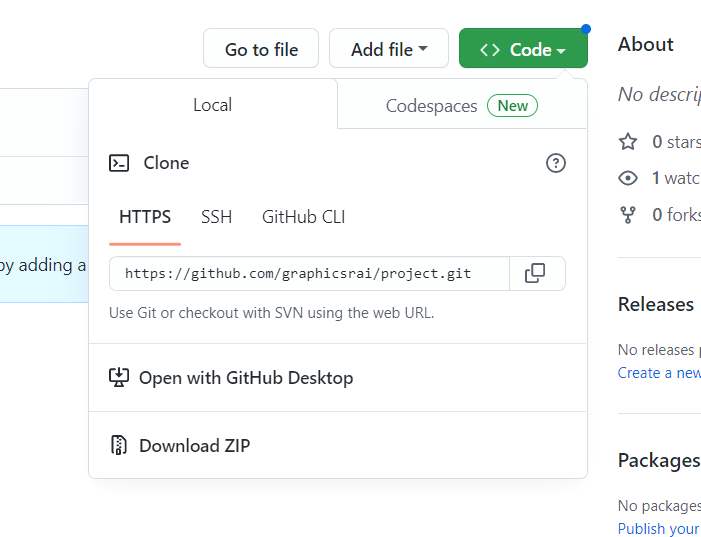 Go to file
Add file
Code
About
Local
Codespaces New
No
0 stars
Clone
1
0 forks
HTTPS SSH GitHub CLI
by adding a
https://github.com/graphicsrai/project.git
Use Git or checkout with SVN using the web URL.
Releases
No releases
Create a new
Open with GitHub Desktop
Download ZIP
Packages
No packages
Publish your